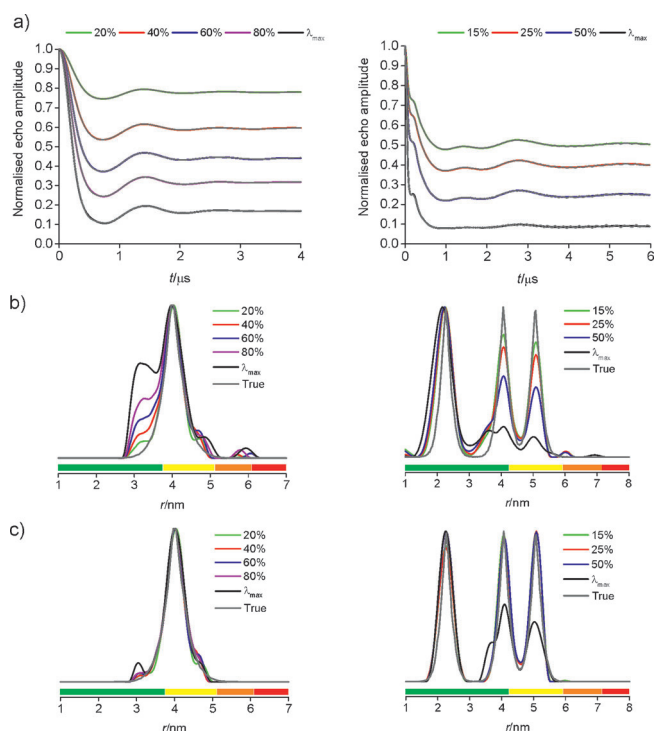 a)
20% 40% 60% 80% λmax
Normalised echo amplitude
1.0
0.9
0.8
0.7
0.6
0.5
0.4
0.3
0.2
0.1
0.0
0 1 2 3 4
t/µs
15% 25% 50% λmax
Normalised echo amplitude
1.0
0.9
0.8
0.7
0.6
0.5
0.4
0.3
0.2
0.1
0.0
0 1 2 3 4 5 6
t/µs
b)
20%
40%
60%
80%
λmax
True
1 2 3 4 5 6 7
r/nm
15%
25%
50%
λmax
True
1 2 3 4 5 6 7 8
r/nm
c)
20%
40%
60%
80%
λmax
True
1 2 3 4 5 6 7
r/nm
15%
25%
50%
λmax
True
1 2 3 4 5 6 7 8
r/nm